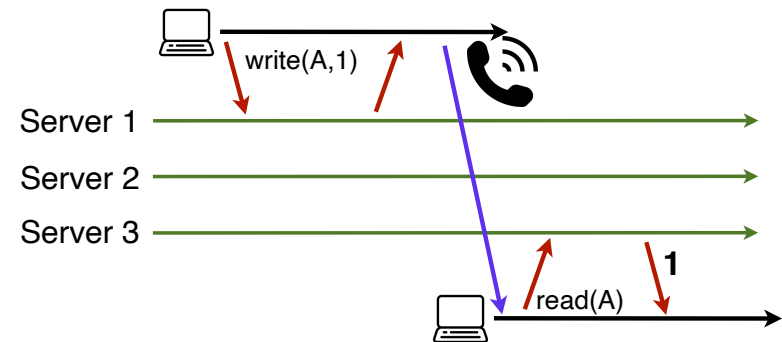 write(A,1)
Server 1
Server 2
Server 3
1
read(A)